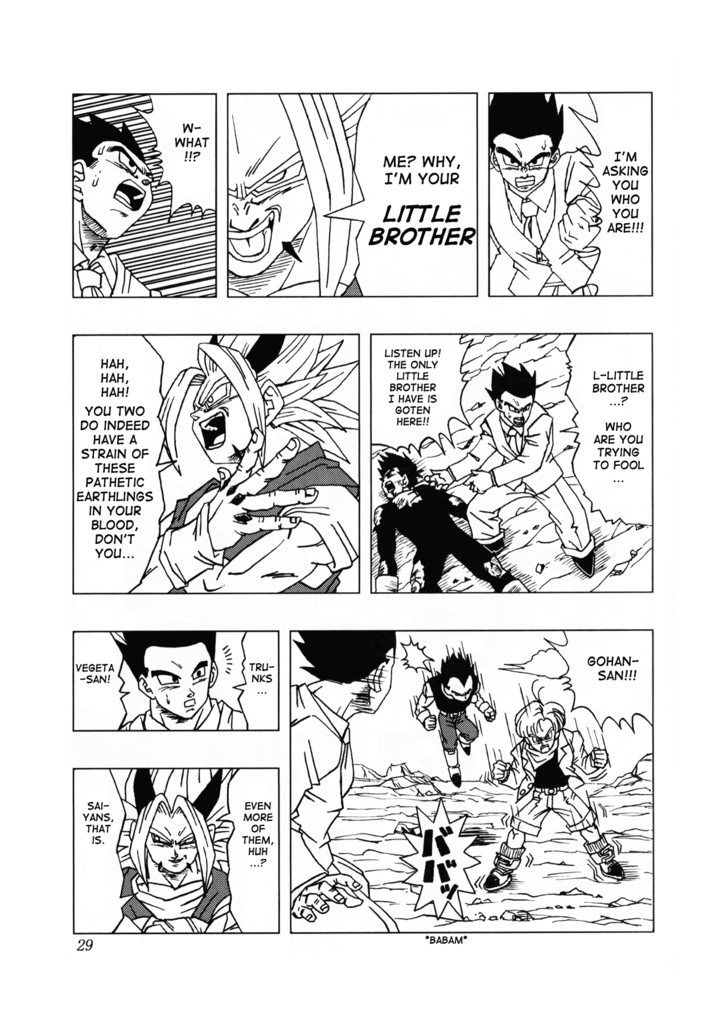 I'M
ASKING
YOU
WHO
YOU
ARE!!!
ME? WHY,
I'M YOUR
LITTLE
BROTHER
W-
WHAT
!!?
L-LITTLE
BROTHER
...?
WHO
ARE YOU
TRYING
TO FOOL
...
LISTEN UP!
THE ONLY
LITTLE
BROTHER
I HAVE IS
GOTEN
HERE!!
HAH,
HAH,
HAH!
YOU TWO
DO INDEED
HAVE A
STRAIN OF
THESE
PATHETIC
EARTHLINGS
IN YOUR
BLOOD,
DON'T
YOU...
GOHAN-
SAN!!!
ババッ
*BABAM*
TRU-
NKS
...
VEGETA
-SAN!
EVEN
MORE
OF
THEM,
HUH
...?
SAI-
YANS,
THAT
IS.
29